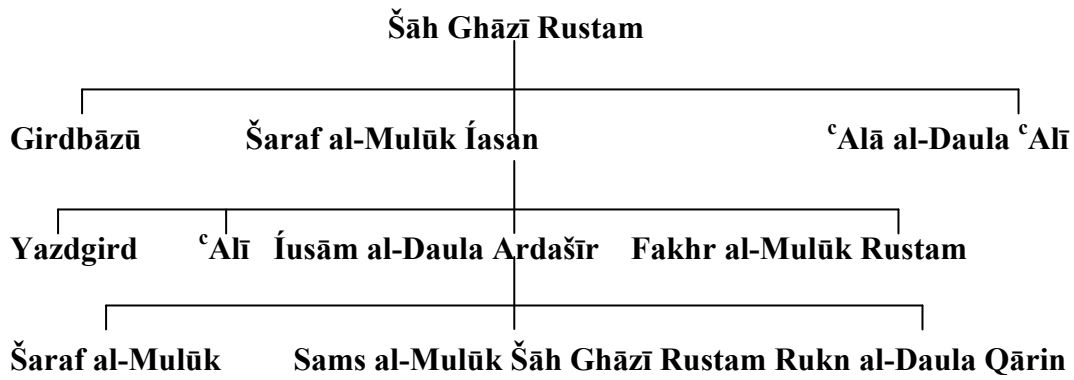 Šāh Ghāzī Rustam
Girdbāzū Šaraf al-Mulūk Íasan ᶜAlā al-Daula ᶜAlī
Yazdgird ᶜAlī Íusām al-Daula Ardašīr Fakhr al-Mulūk Rustam
Šaraf al-Mulūk Sams al-Mulūk Šāh Ghāzī Rustam Rukn al-Daula Qārin